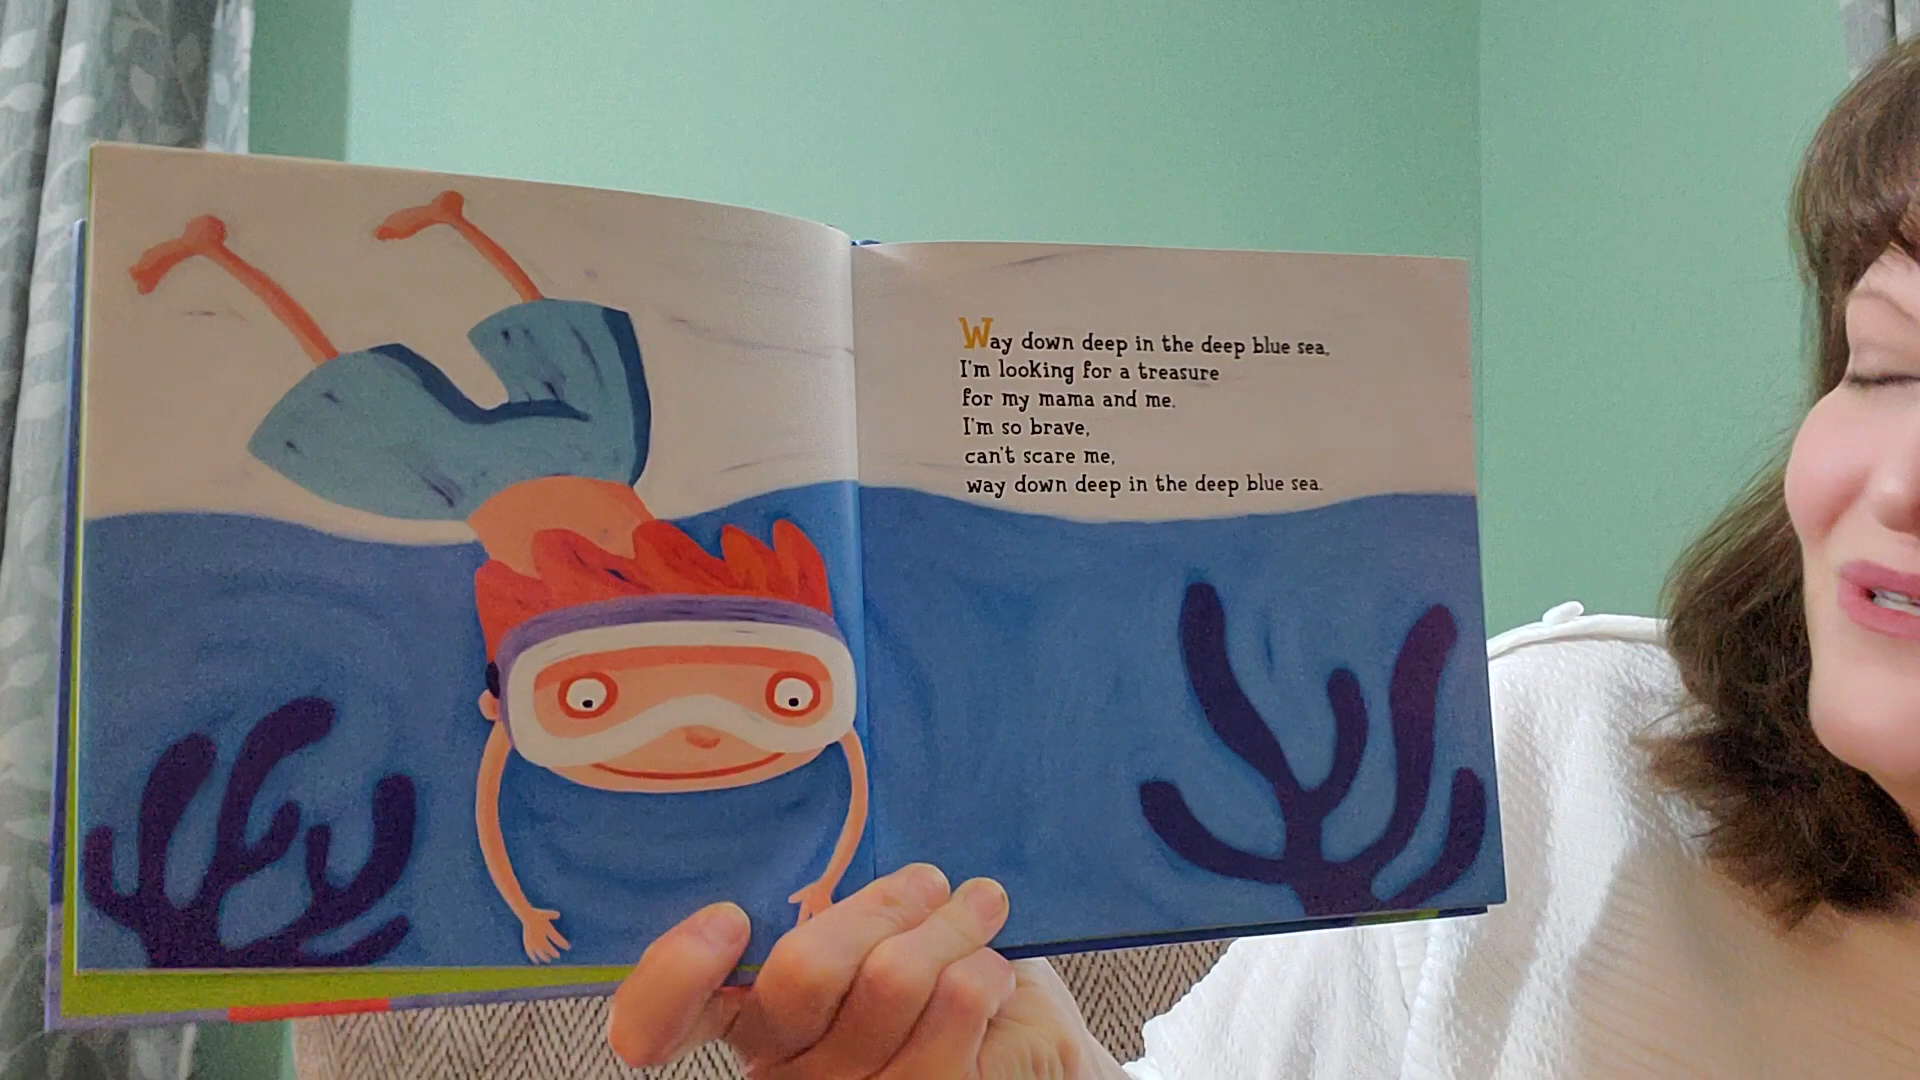 Way down deep in the deep blue sea,
I'm looking for a treasure
for my mama and me.
I'm so brave,
can't scare me,
way down deep in the deep blue sea.